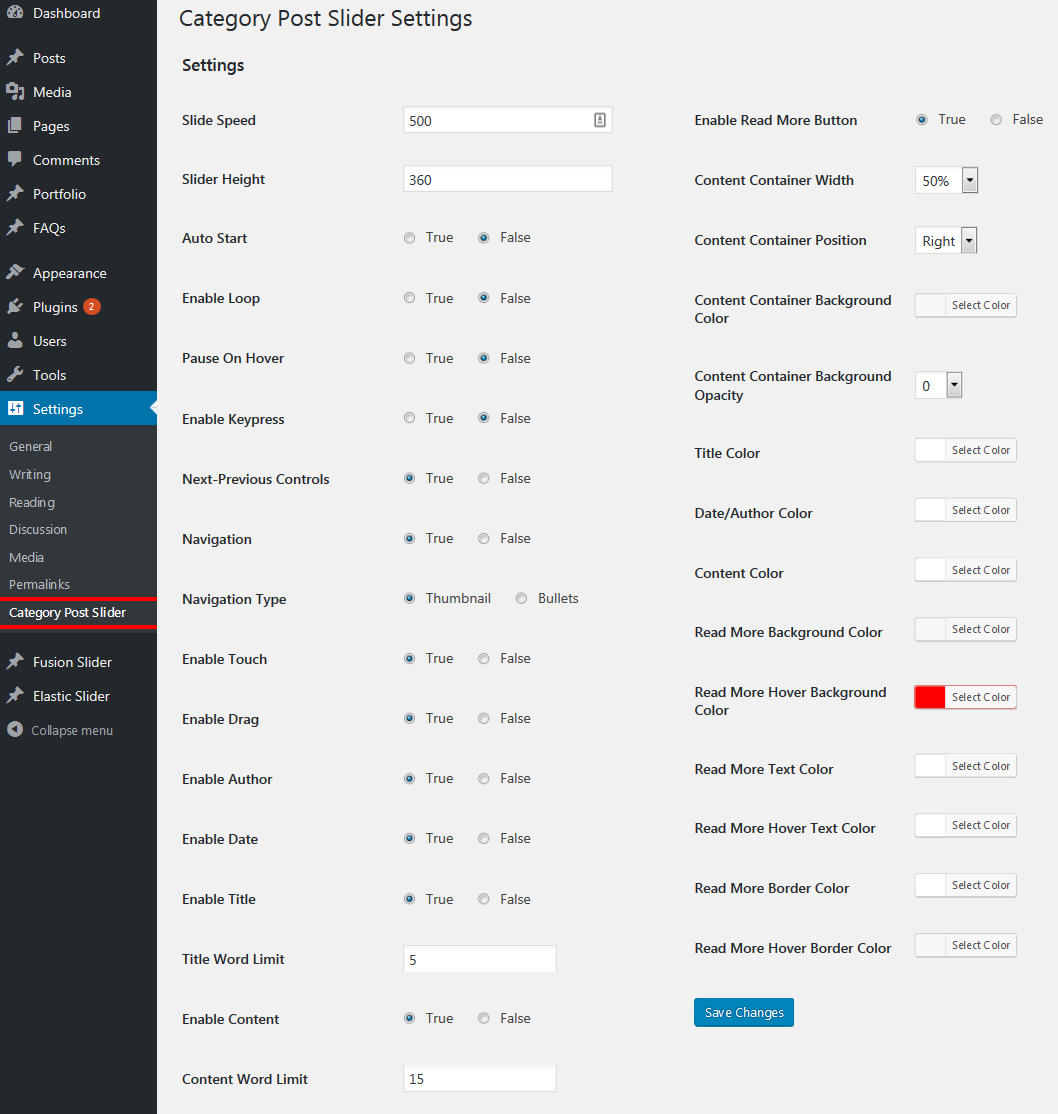 Dashboard
Posts
Media
Pages
Comments
Portfolio
FAQs
Appearance
Plugins 2
Users
Tools
Settings
General
Writing
Reading
Discussion
Media
Permalinks
Category Post Slider
Fusion Slider
Elastic Slider
Collapse menu
Category Post Slider Settings
Settings
Slide Speed 500
Slider Height 360
Auto Start True False
Enable Loop True False
Pause On Hover True False
Enable Keypress True False
Next-Previous Controls True False
Navigation True False
Navigation Type Thumbnail Bullets
Enable Touch True False
Enable Drag True False
Enable Author True False
Enable Date True False
Enable Title True False
Title Word Limit 5
Enable Content True False
Content Word Limit 15
Enable Read More Button True False
Content Container Width 50%
Content Container Position Right
Content Container Background
Color Select Color
Content Container Background
Opacity 0
Title Color Select Color
Date/Author Color Select Color
Content Color Select Color
Read More Background Color Select Color
Read More Hover Background
Color Select Color
Read More Text Color Select Color
Read More Hover Text Color Select Color
Read More Border Color Select Color
Read More Hover Border Color Select Color
Save Changes